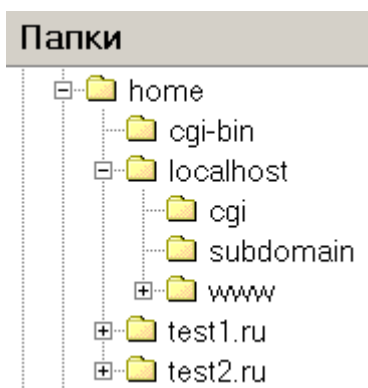 Папки
home
cgi-bin
localhost
cgi
subdomain
www
test1.ru
test2.ru